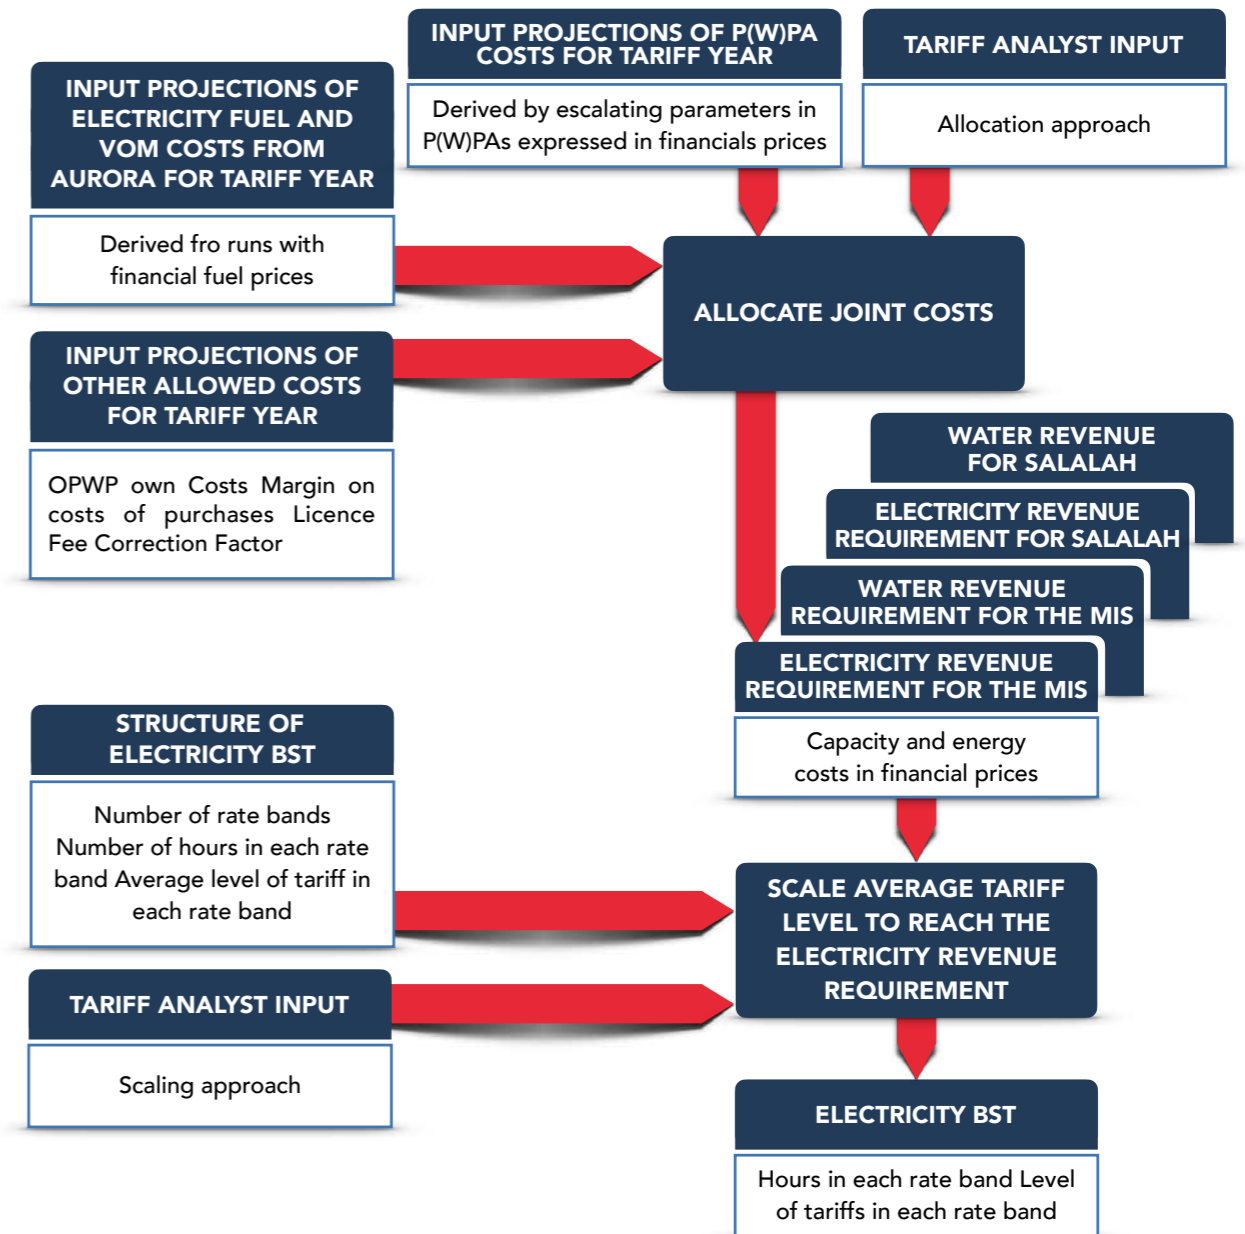 INPUT PROJECTIONS OF P(W)PA
COSTS FOR TARIFF YEAR
Derived by escalating parameters in
P(W)PAs expressed in financials prices
TARIFF ANALYST INPUT
Allocation approach
INPUT PROJECTIONS OF
ELECTRICITY FUEL AND
VOM COSTS FROM
AURORA FOR TARIFF YEAR
Derived fro runs with
financial fuel prices
ALLOCATE JOINT COSTS
INPUT PROJECTIONS OF
OTHER ALLOWED COSTS
FOR TARIFF YEAR
OPWP own Costs Margin on
costs of purchases Licence
Fee Correction Factor
WATER REVENUE
FOR SALALAH
ELECTRICITY REVENUE
REQUIREMENT FOR SALALAH
WATER REVENUE
REQUIREMENT FOR THE MIS
ELECTRICITY REVENUE
REQUIREMENT FOR THE MIS
Capacity and energy
costs in financial prices
STRUCTURE OF
ELECTRICITY BST
Number of rate bands
Number of hours in each rate
band Average level of tariff in
each rate band
SCALE AVERAGE TARIFF
LEVEL TO REACH THE
ELECTRICITY REVENUE
REQUIREMENT
TARIFF ANALYST INPUT
Scaling approach
ELECTRICITY BST
Hours in each rate band Level
of tariffs in each rate band